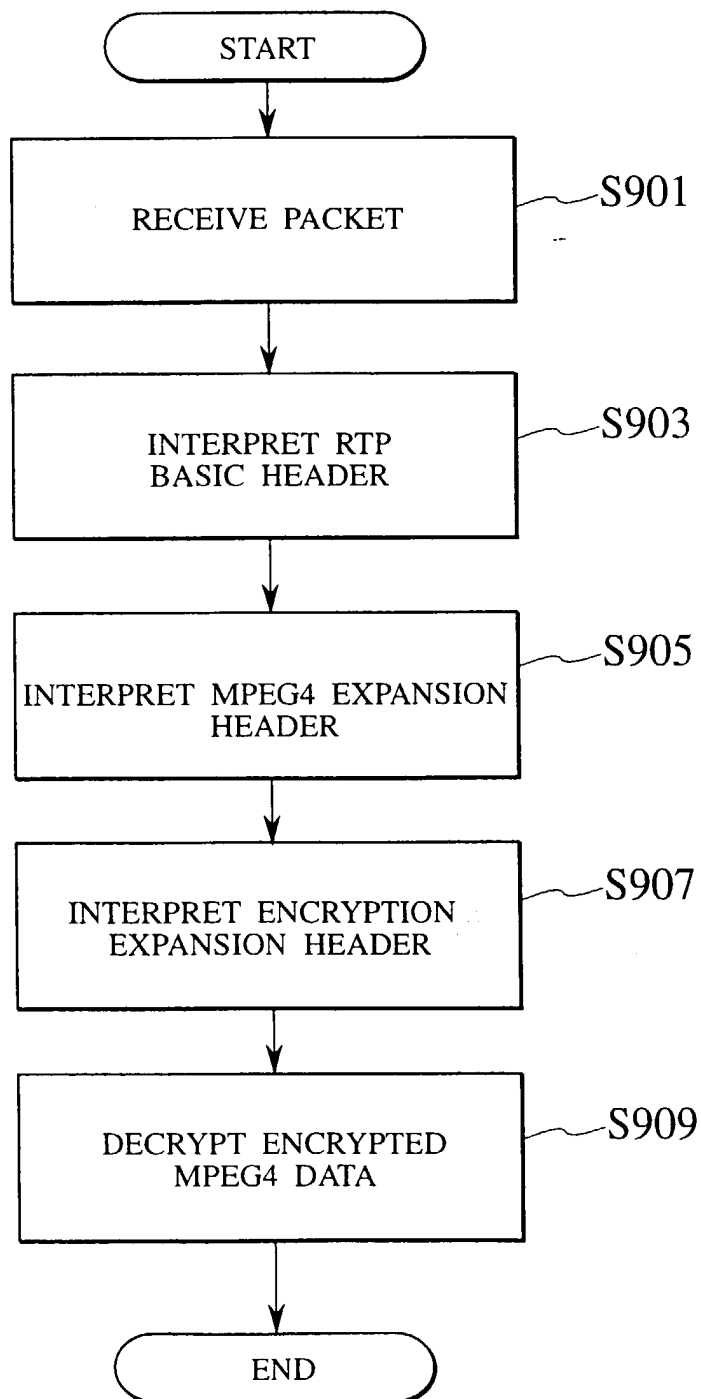 START
RECEIVE PACKET
S901
INTERPRET RTP
BASIC HEADER
S903
INTERPRET MPEG4 EXPANSION
HEADER
S905
INTERPRET ENCRYPTION
EXPANSION HEADER
S907
DECRYPT ENCRYPTED
MPEG4 DATA
S909
END